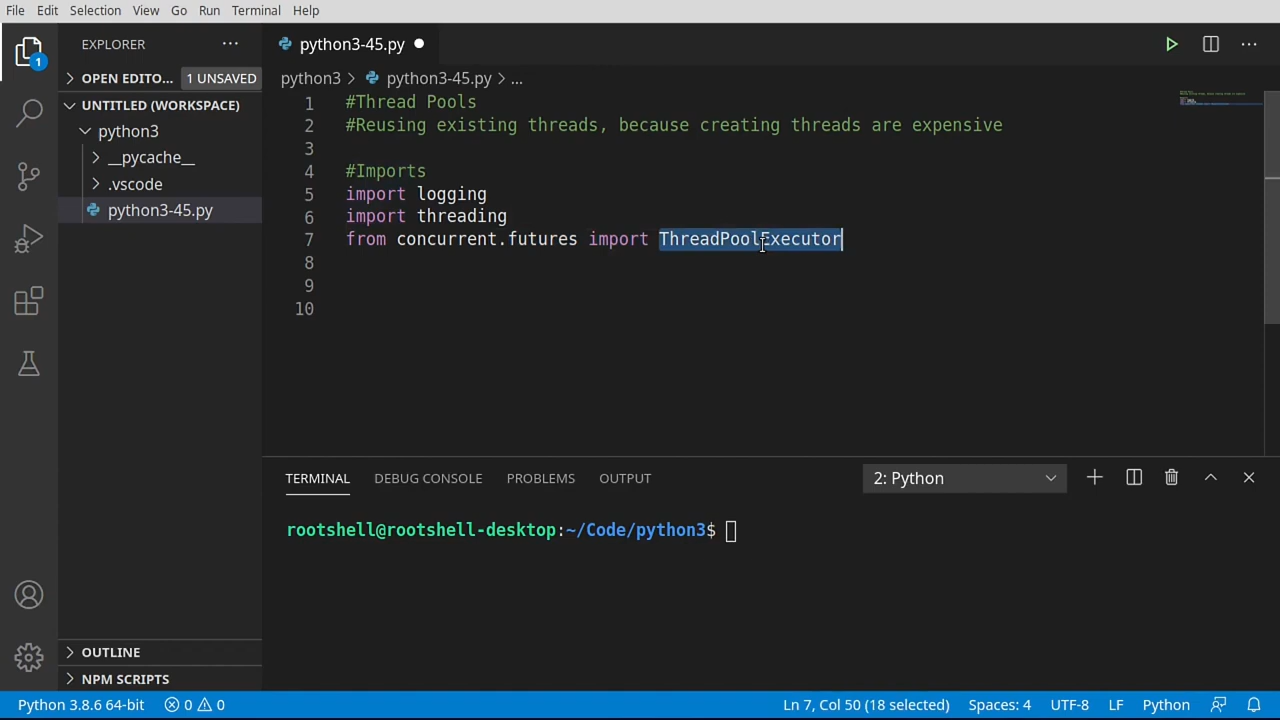 File Edit Selection View Go Run Terminal Help
EXPLORER
OPEN EDITO... 1 UNSAVED
UNTITLED (WORKSPACE)
python3
__pycache__
.vscode
python3-45.py
OUTLINE
NPM SCRIPTS
1
python3-45.py
python3 > python3-45.py > ...
1 #Thread Pools
2 #Reusing existing threads, because creating threads are expensive
3
4 #Imports
5 import logging
6 import threading
7 from concurrent.futures import ThreadPoolExecutor
8
9
10
TERMINAL DEBUG CONSOLE PROBLEMS OUTPUT 2: Python
rootshell@rootshell-desktop:~/Code/python3$
Python 3.8.6 64-bit 0 0 Ln 7, Col 50 (18 selected) Spaces: 4 UTF-8 LF Python